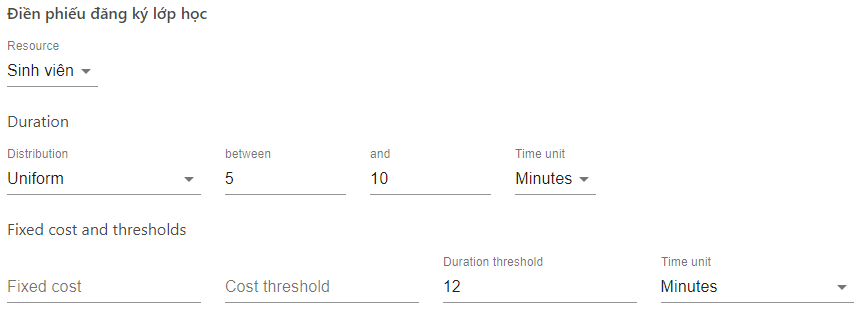 Điền phiếu đăng ký lớp học
Resource
Sinh viên
Duration
Distribution between and Time unit
Uniform 5 10 Minutes
Fixed cost and thresholds
Duration threshold Time unit
Fixed cost Cost threshold 12 Minutes